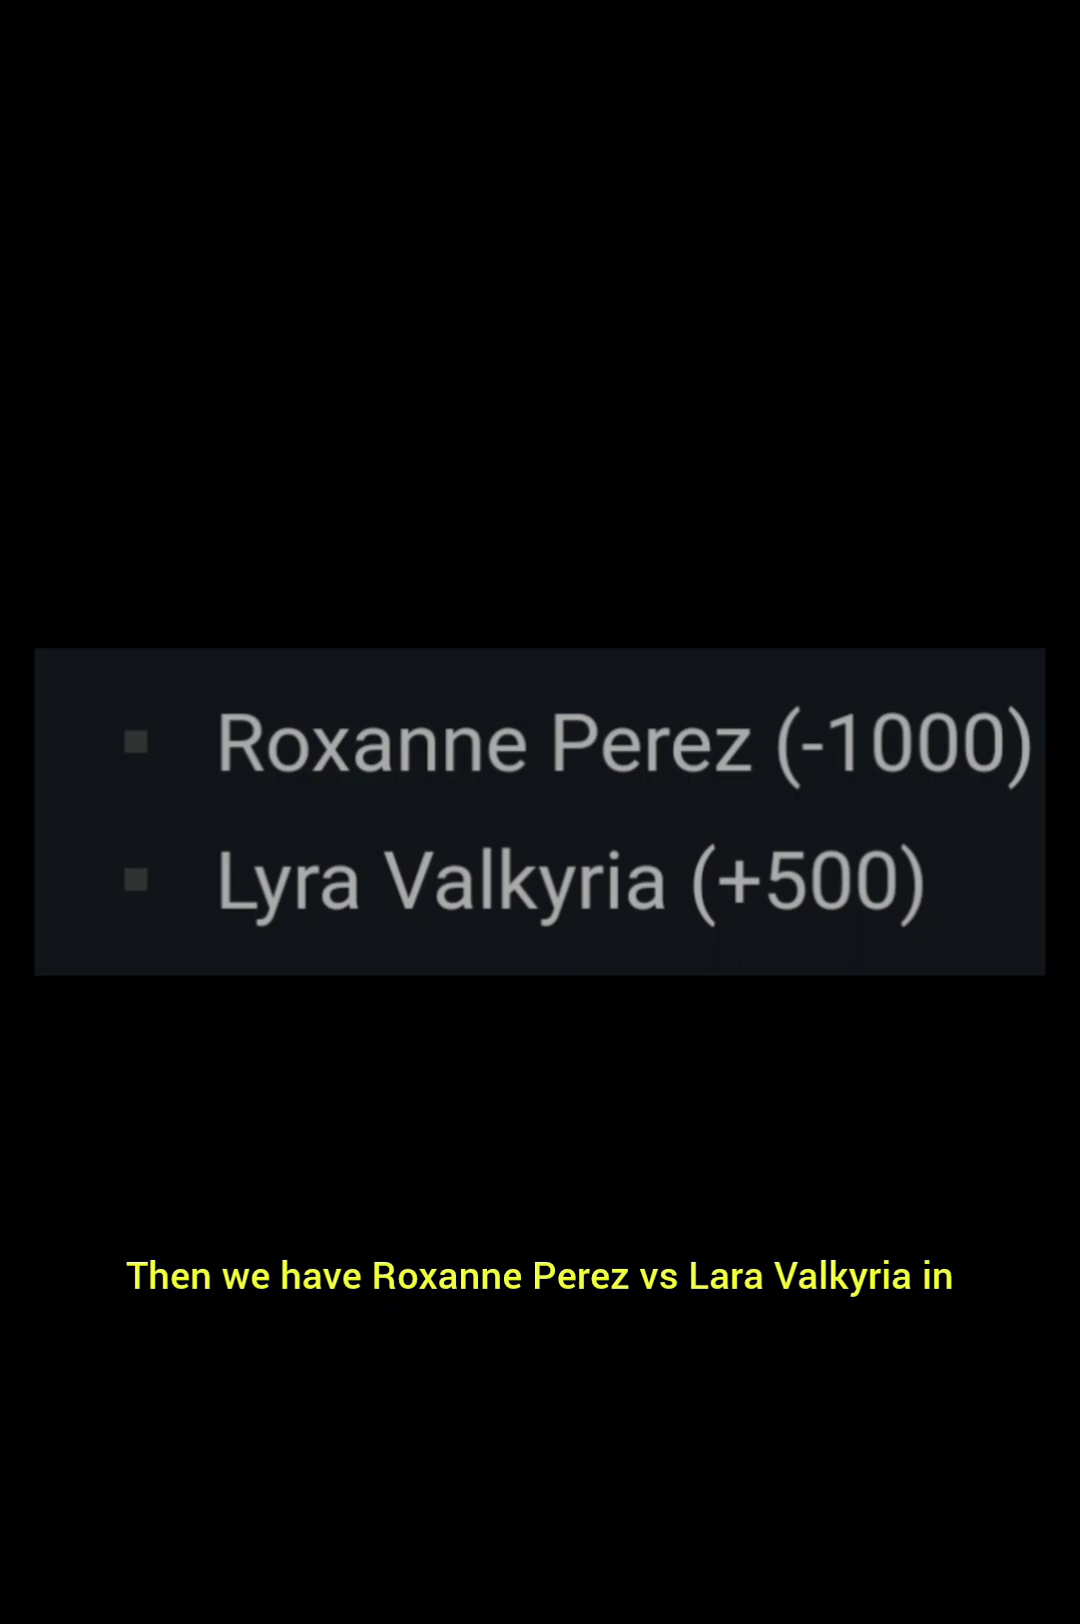 ▪ Roxanne Perez (-1000)
▪ Lyra Valkyria (+500)
Then we have Roxanne Perez vs Lara Valkyria in